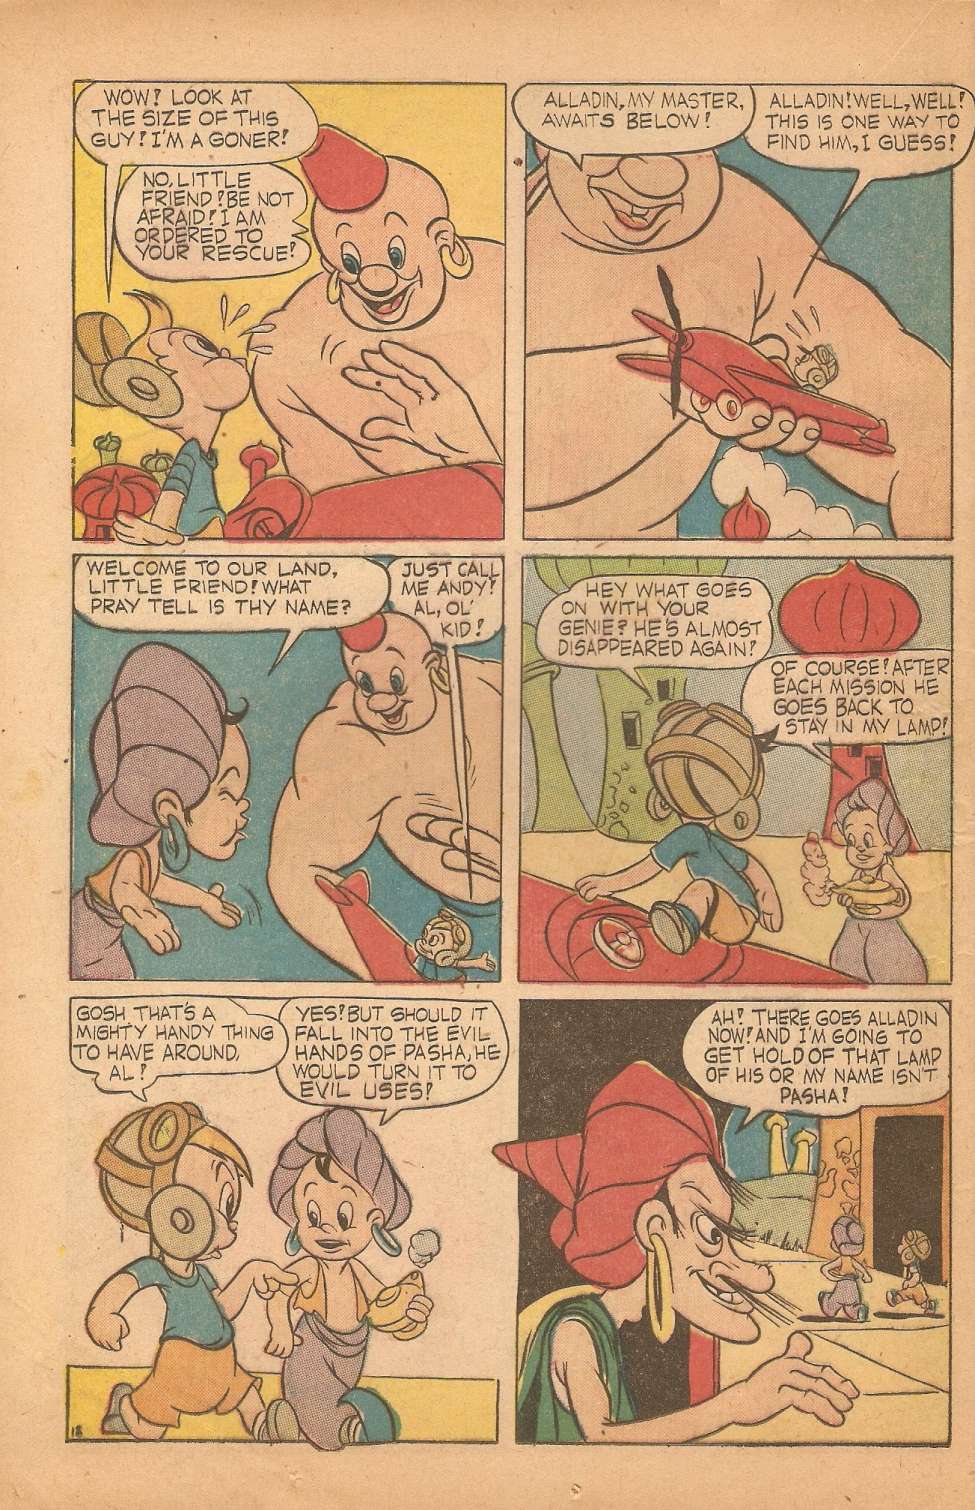 WOW! LOOK AT
THE SIZE OF THIS
GUY! I'M A GONER!
NO, LITTLE
FRIEND! BE NOT
AFRAID! I AM
ORDERED TO
YOUR RESCUE!
ALLADIN, MY MASTER,
AWAITS BELOW!
ALLADIN! WELL, WELL!
THIS IS ONE WAY TO
FIND HIM, I GUESS!
WELCOME TO OUR LAND,
LITTLE FRIEND! WHAT
PRAY TELL IS THY NAME?
JUST CALL
ME ANDY!
AL, OL'
KID!
HEY WHAT GOES
ON WITH YOUR
GENIE? HE'S ALMOST
DISAPPEARED AGAIN!
OF COURSE! AFTER
EACH MISSION HE
GOES BACK TO
STAY IN MY LAMP!
GOSH THAT'S A
MIGHTY HANDY THING
TO HAVE AROUND,
AL!
YES! BUT SHOULD IT
FALL INTO THE EVIL
HANDS OF PASHA, HE
WOULD TURN IT TO
EVIL USES!
18
AH! THERE GOES ALLADIN
NOW! AND I'M GOING TO
GET HOLD OF THAT LAMP
OF HIS OR MY NAME ISN'T
PASHA!